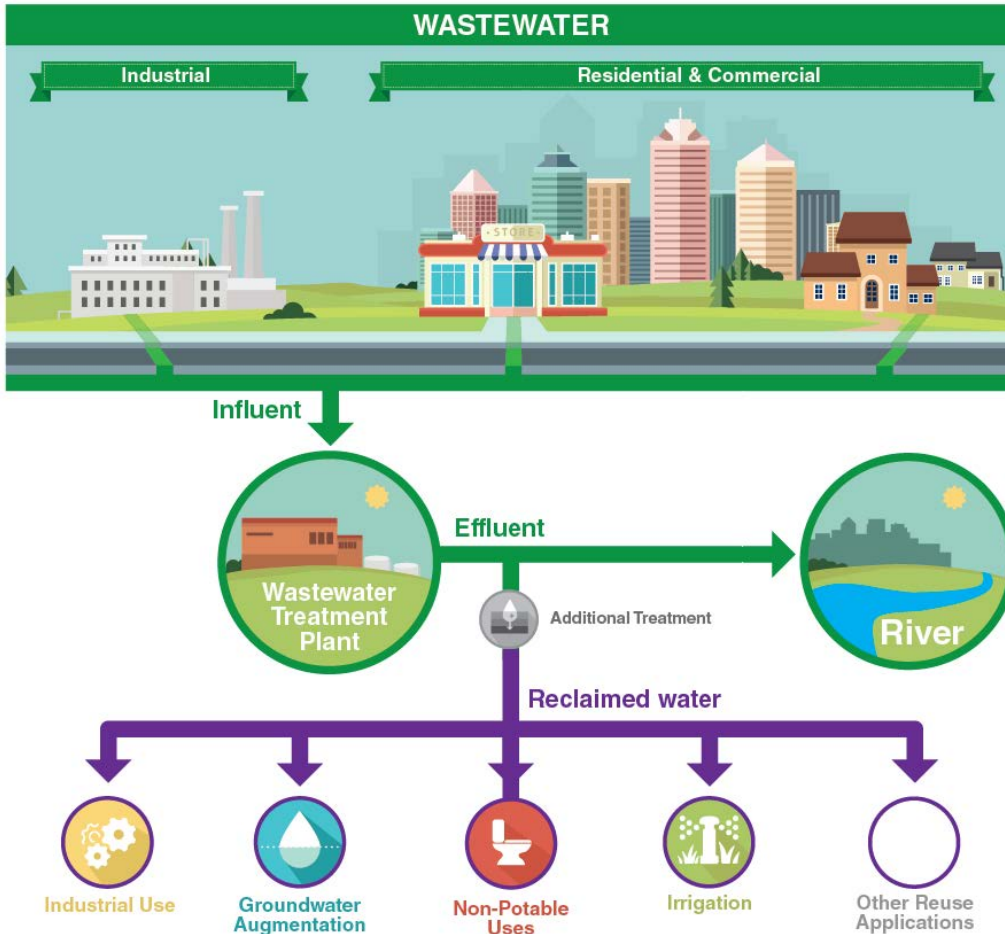 WASTEWATER
Industrial
Residential & Commercial
STORE
Influent
Effluent
Wastewater
Treatment
Plant
River
Additional Treatment
Reclaimed water
Industrial Use
Groundwater
Augmentation
Non-Potable
Uses
Irrigation
Other Reuse
Applications